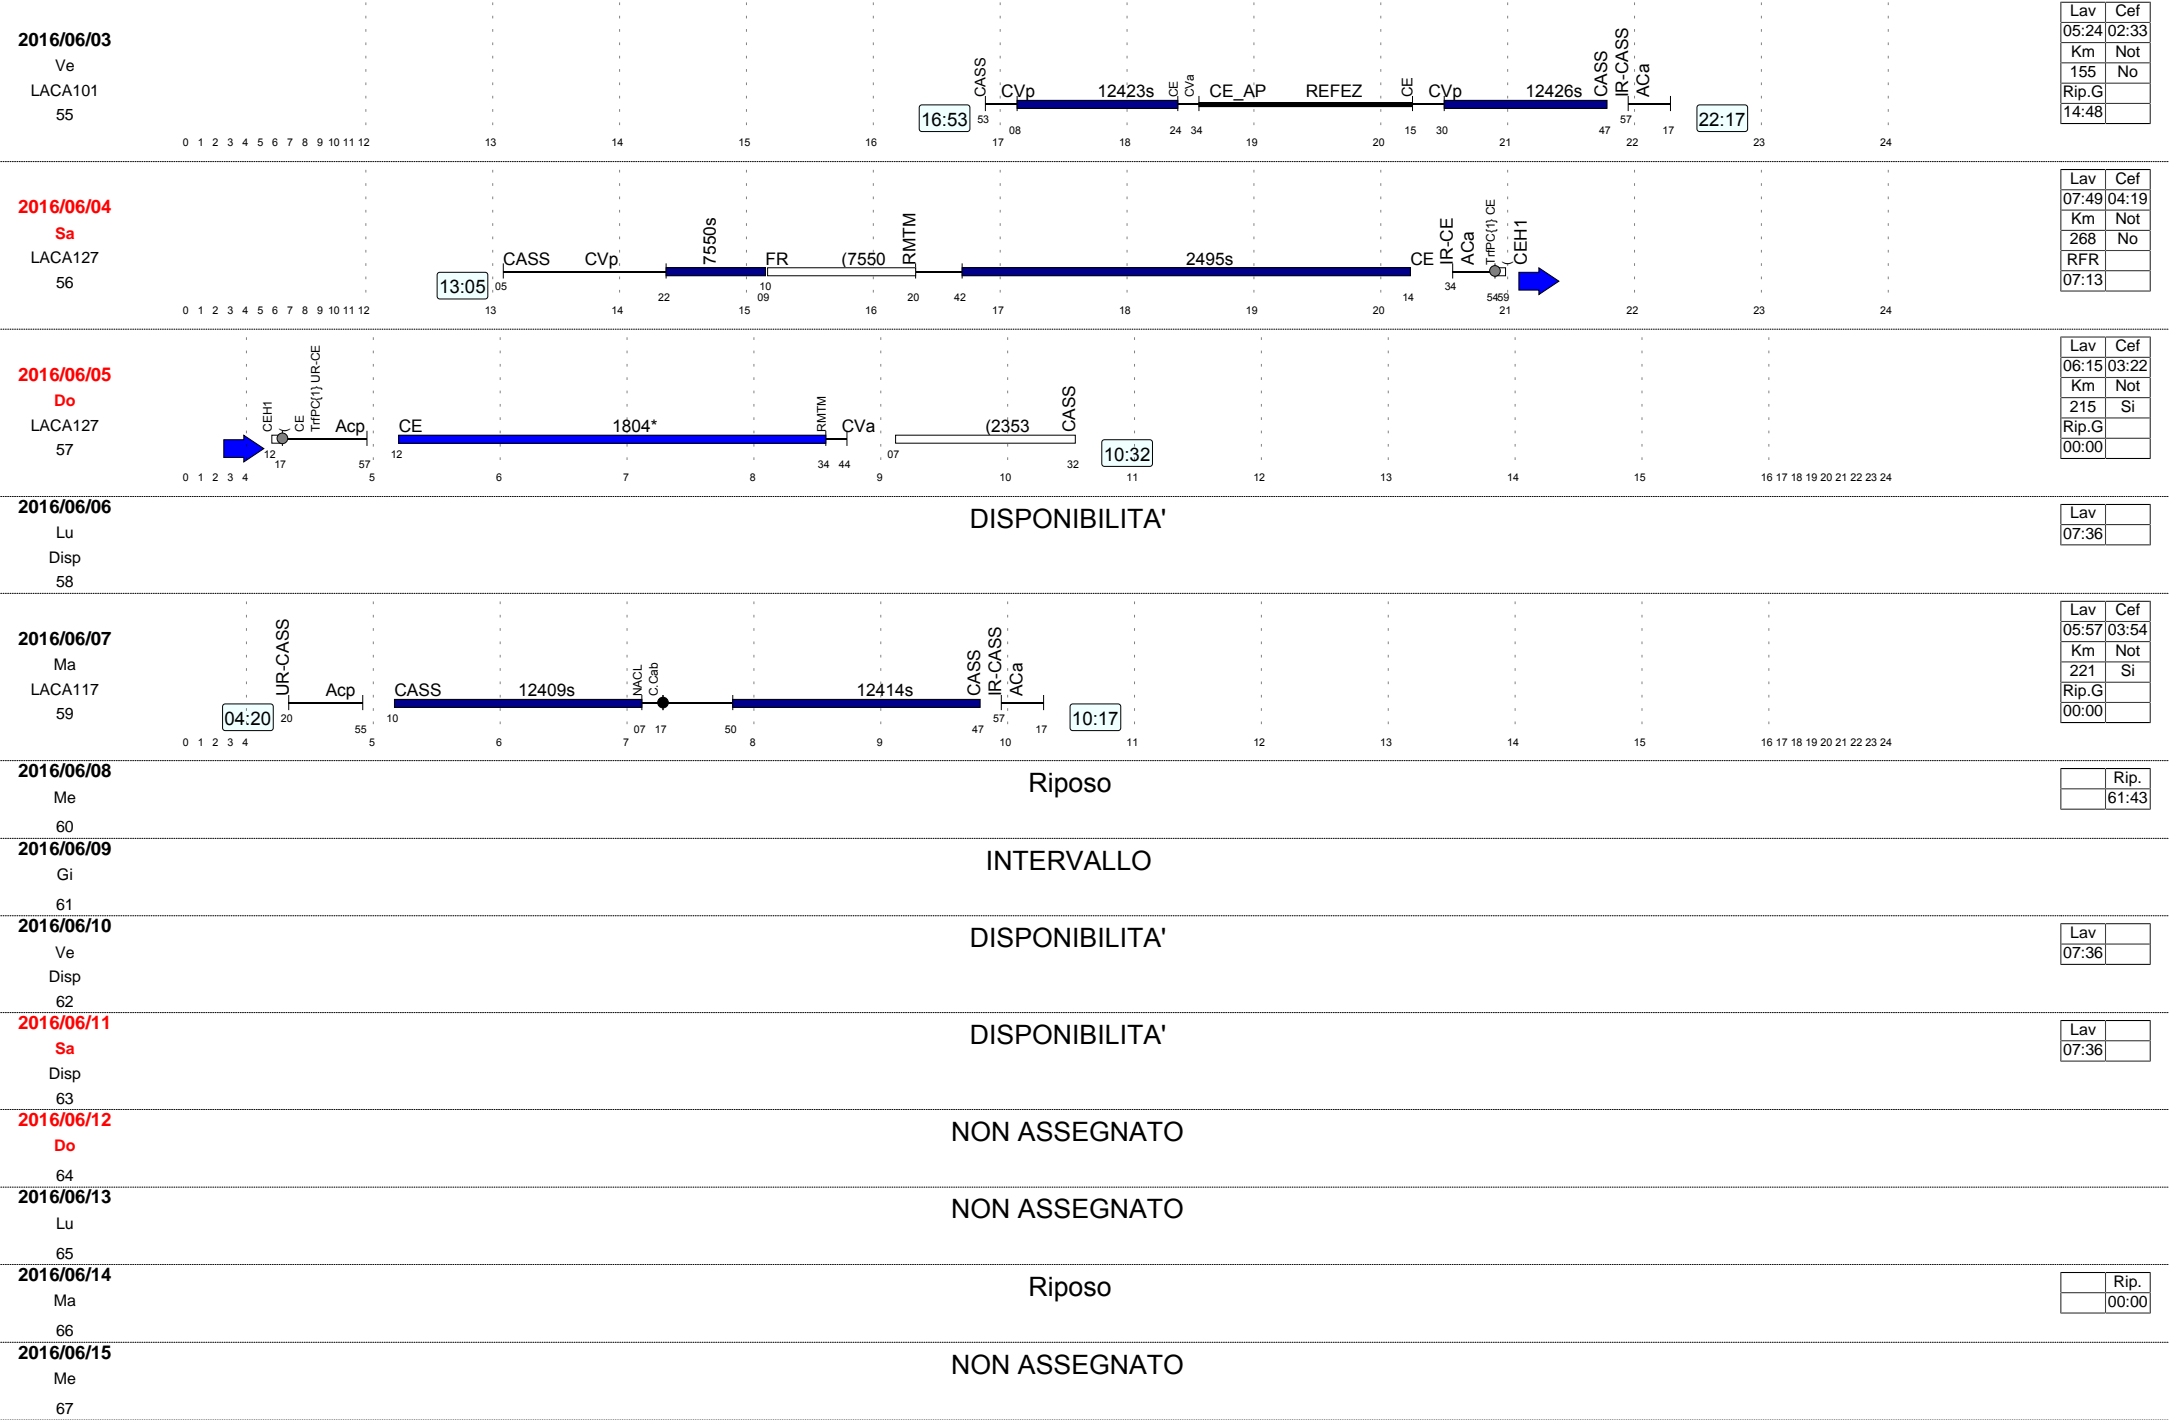 2016/06/03
Ve
LACA101
55
16:53
CASS CVp 12423s CE CVa CE_AP REFEZ CE CVp 12426s CASS IR-CASS ACa
53 08 24 34 15 30 47 57 17
22:17
0 1 2 3 4 5 6 7 8 9 10 11 12 13 14 15 16 17 18 19 20 21 22 23 24
Lav Cef
05:24 02:33
Km Not
155 No
Rip.G
14:48
2016/06/04
Sa
LACA127
56
13:05
CASS CVp 7550s FR (7550 RMTM 2495s CE IR-CE ACa TrfPC{1} CE ( CEH1
05 22 10 09 20 42 14 34 54 59
0 1 2 3 4 5 6 7 8 9 10 11 12 13 14 15 16 17 18 19 20 21 22 23 24
Lav Cef
07:49 04:19
Km Not
268 No
RFR
07:13
2016/06/05
Do
LACA127
57
CEH1 ( CE TrfPC{1} UR-CE Acp CE 1804* RMTM CVa (2353 CASS
12 17 57 12 34 44 07 32
10:32
0 1 2 3 4 5 6 7 8 9 10 11 12 13 14 15 16 17 18 19 20 21 22 23 24
Lav Cef
06:15 03:22
Km Not
215 Si
Rip.G
00:00
2016/06/06
Lu
Disp
58
DISPONIBILITA'
Lav
07:36
2016/06/07
Ma
LACA117
59
04:20
UR-CASS Acp CASS 12409s NACL C.Cab 12414s CASS IR-CASS ACa
20 55 10 07 17 50 47 57 17
10:17
0 1 2 3 4 5 6 7 8 9 10 11 12 13 14 15 16 17 18 19 20 21 22 23 24
Lav Cef
05:57 03:54
Km Not
221 Si
Rip.G
00:00
2016/06/08
Me
60
Riposo
Rip.
61:43
2016/06/09
Gi
61
INTERVALLO
2016/06/10
Ve
Disp
62
DISPONIBILITA'
Lav
07:36
2016/06/11
Sa
Disp
63
DISPONIBILITA'
Lav
07:36
2016/06/12
Do
64
NON ASSEGNATO
2016/06/13
Lu
65
NON ASSEGNATO
2016/06/14
Ma
66
Riposo
Rip.
00:00
2016/06/15
Me
67
NON ASSEGNATO